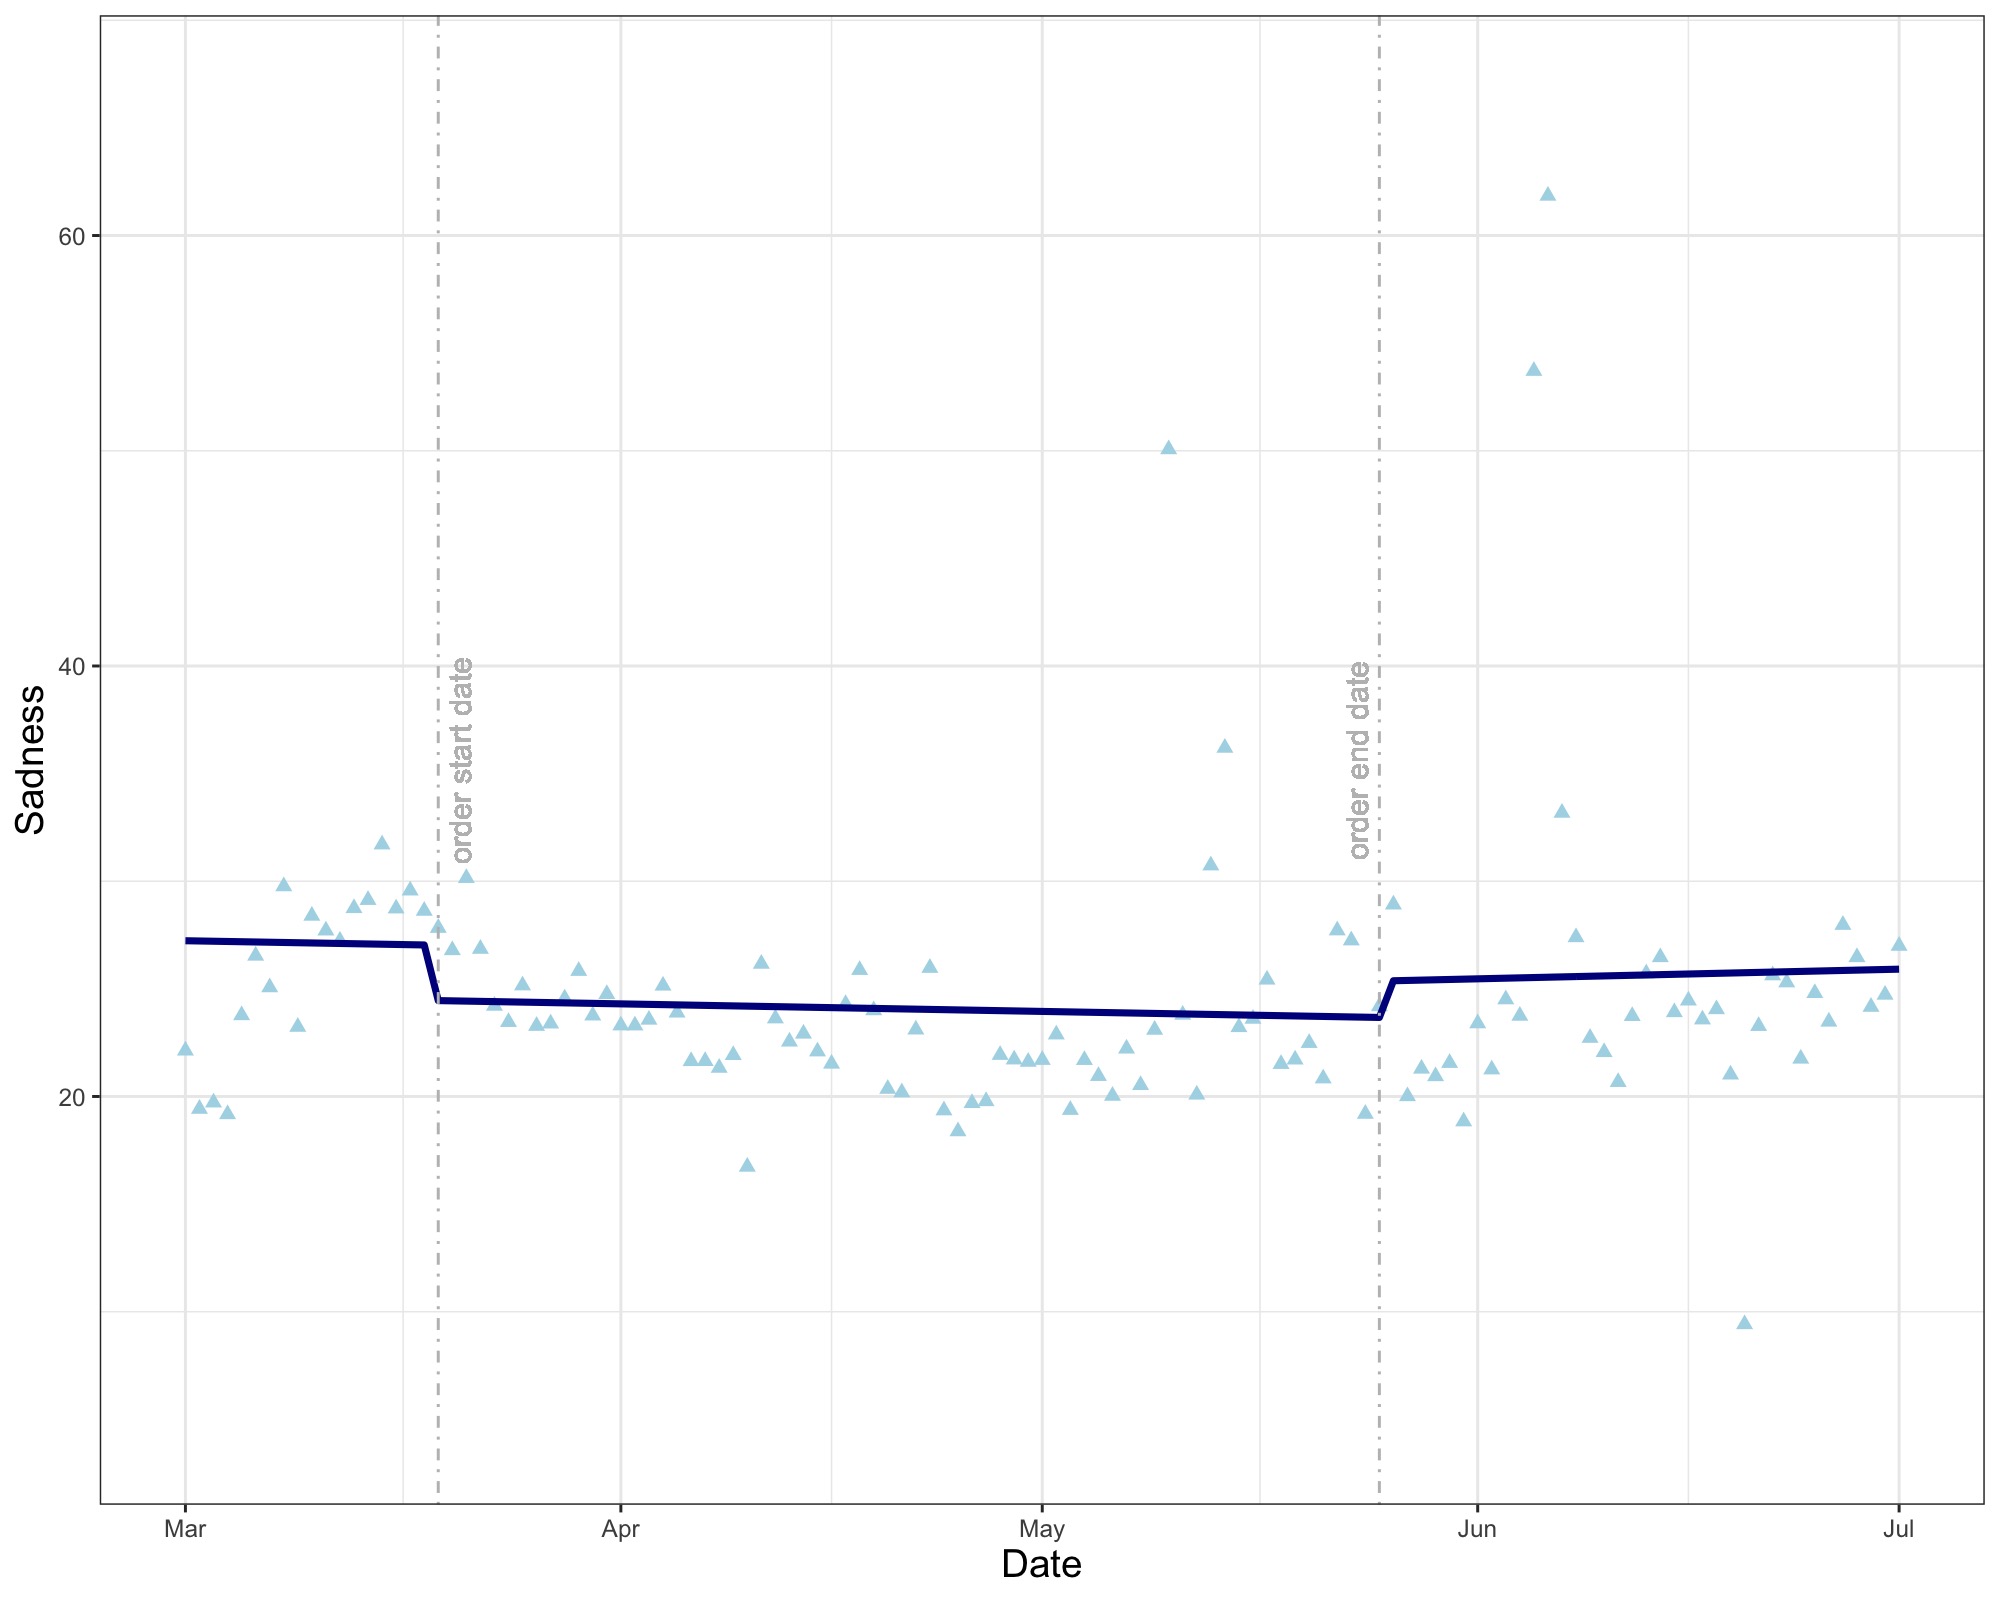 60
40
20
Sadness
order start date
order end date
Mar
Apr
May
Jun
Jul
Date